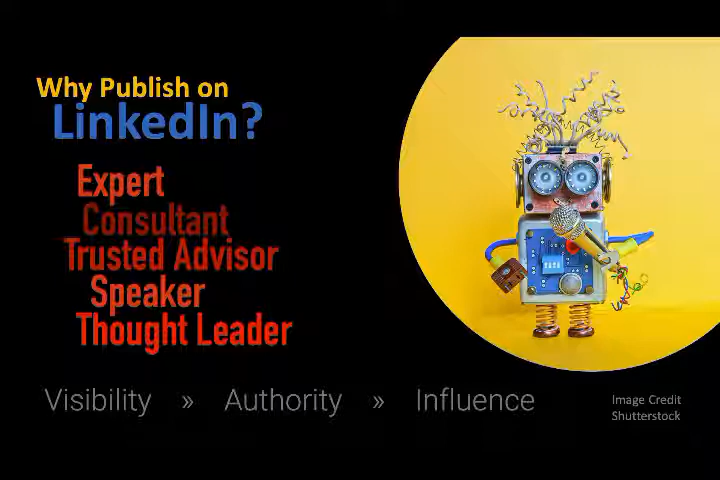 Why Publish on
LinkedIn?
Expert
Consultant
Trusted Advisor
Speaker
Thought Leader
Visibility » Authority » Influence
Image Credit
Shutterstock